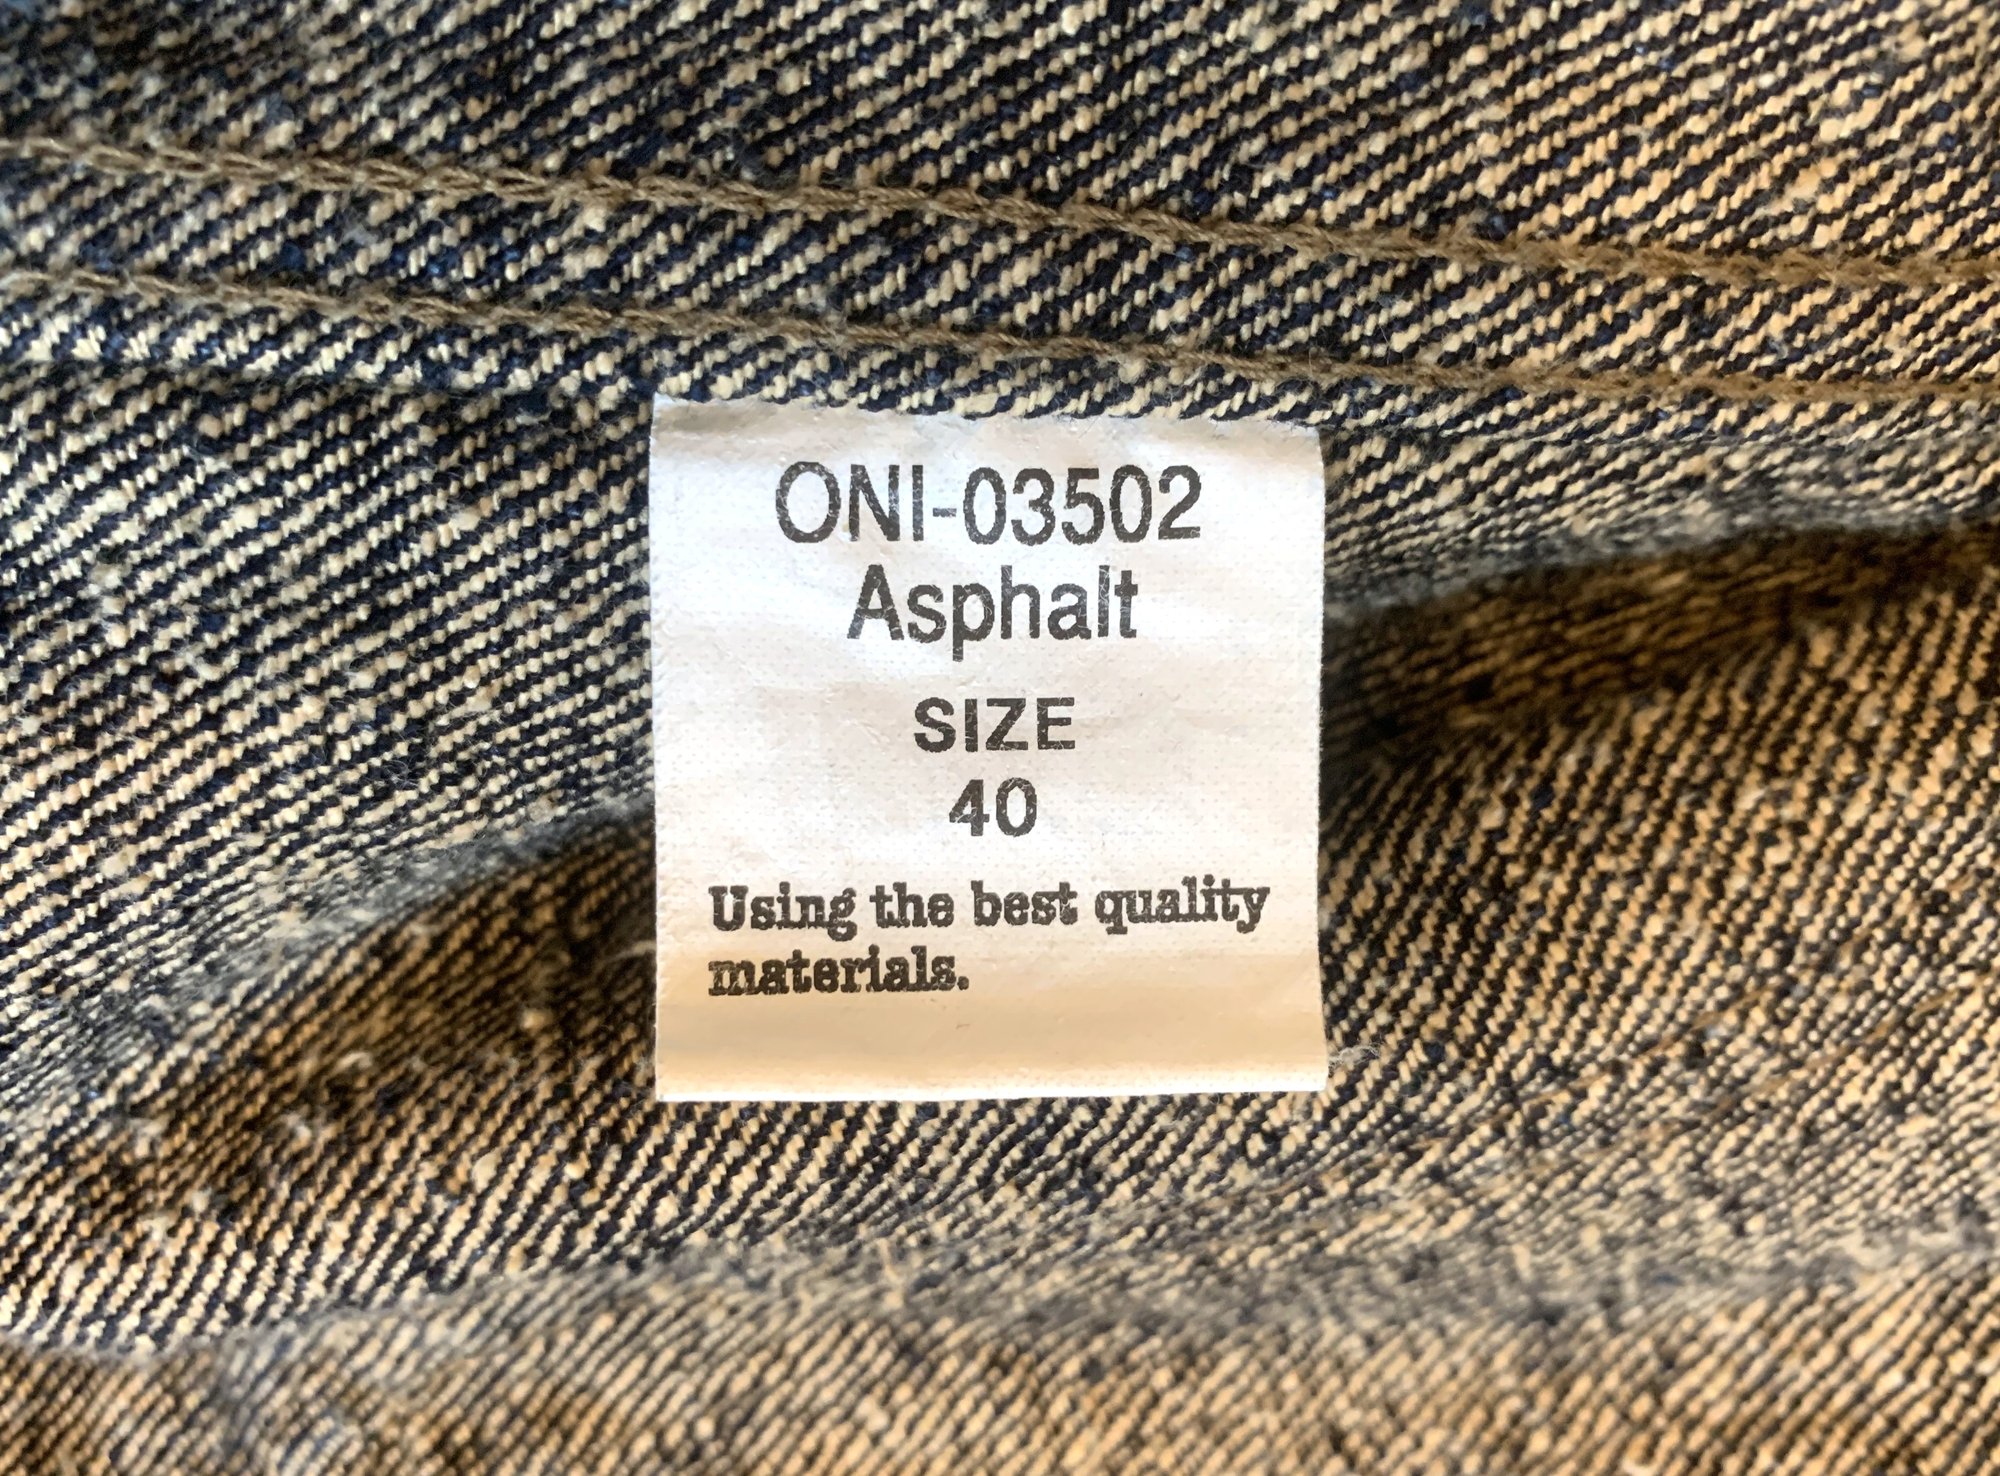 ONI-03502
Asphalt
SIZE
40
Using the best quality
materials.